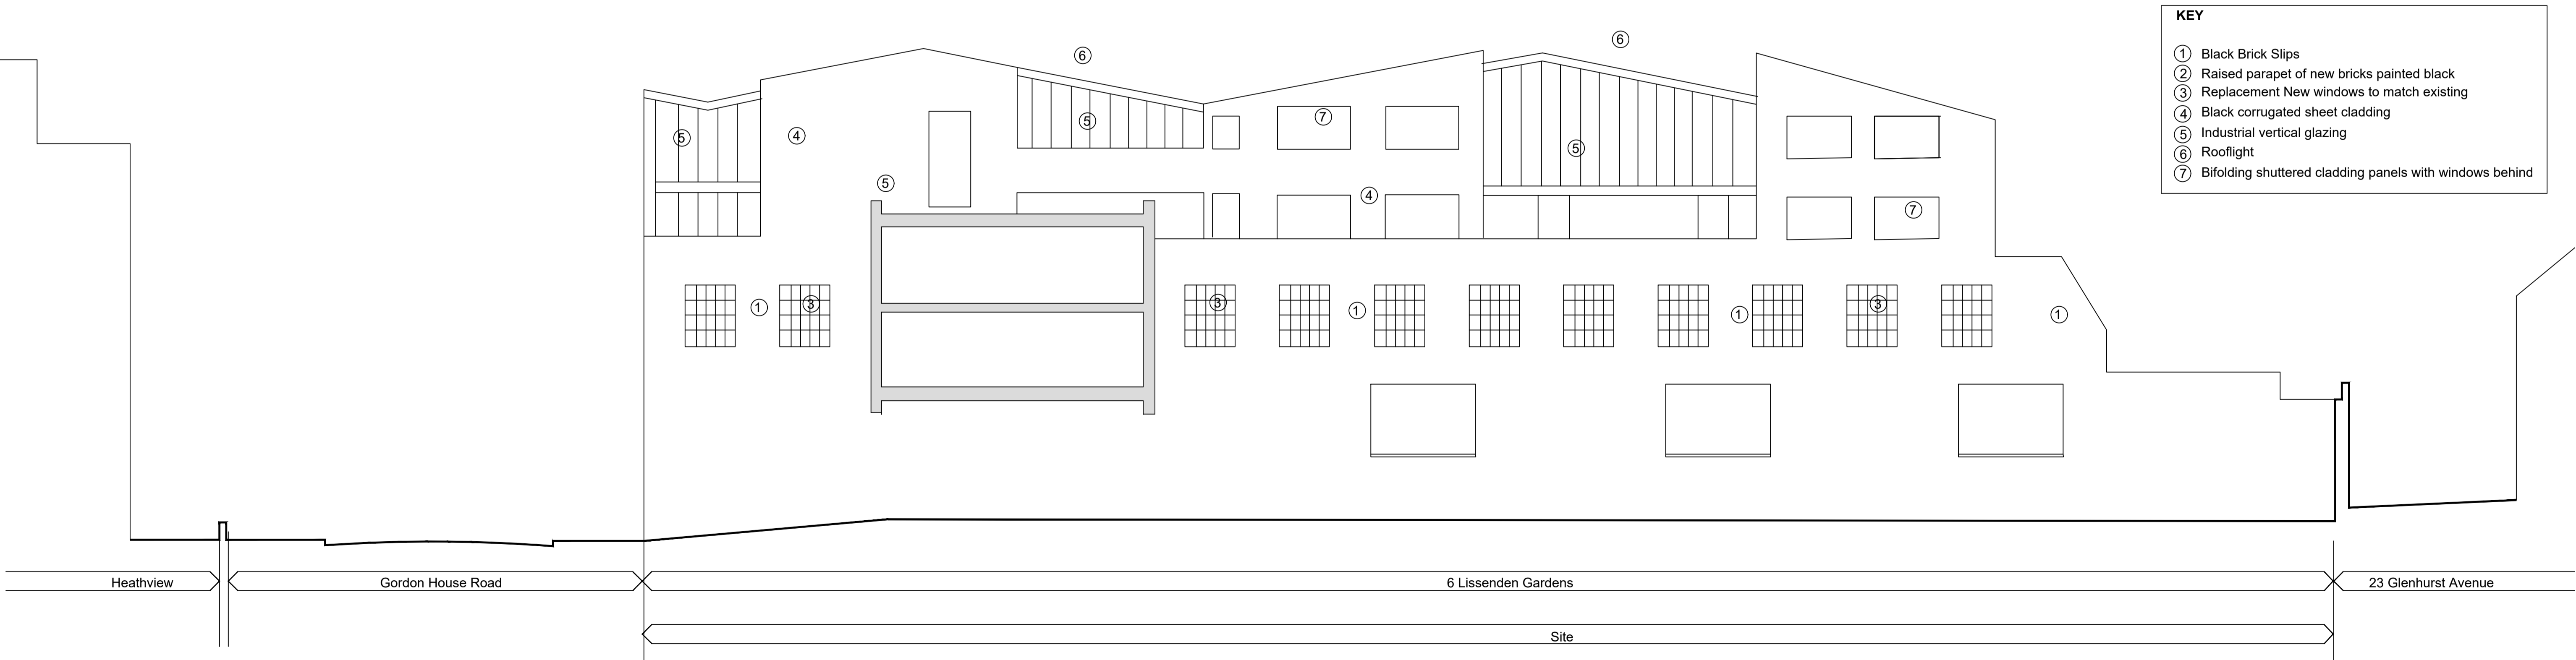 KEY
1 Black Brick Slips
2 Raised parapet of new bricks painted black
3 Replacement New windows to match existing
4 Black corrugated sheet cladding
5 Industrial vertical glazing
6 Rooflight
7 Bifolding shuttered cladding panels with windows behind
6
6
5
4
5
7
5
5
4
7
1
3
3
1
1
3
1
Heathview
Gordon House Road
6 Lissenden Gardens
23 Glenhurst Avenue
Site